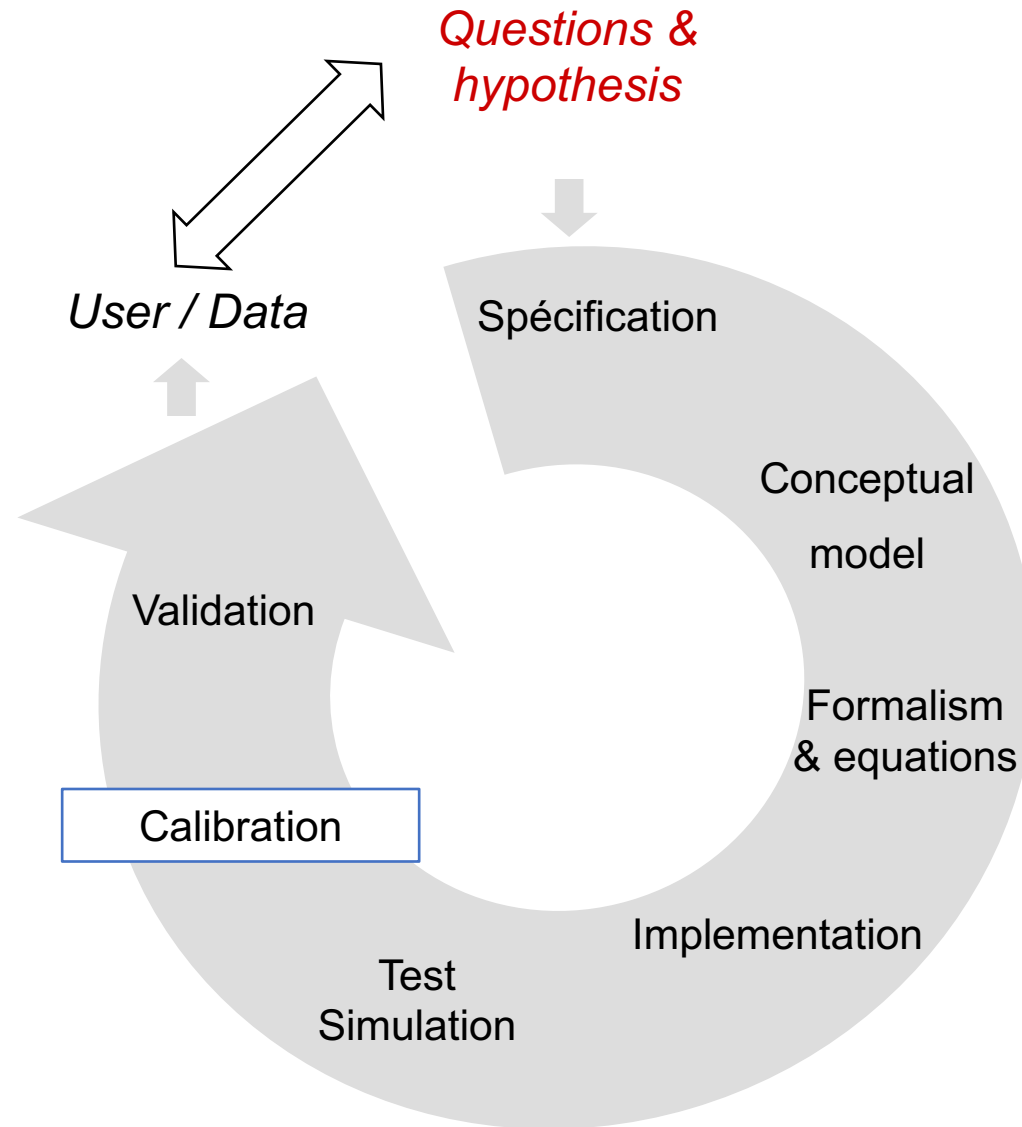 Questions &
hypothesis
User / Data
Spécification
Conceptual
model
Formalism
& equations
Implementation
Test
Simulation
Calibration
Validation